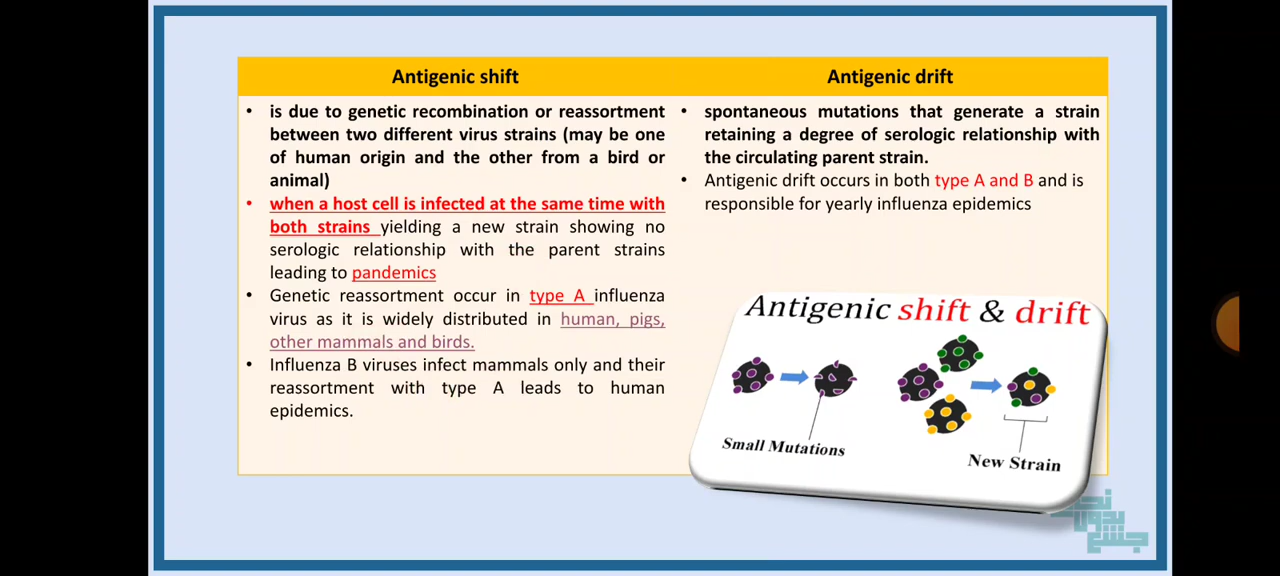 Antigenic shift
• is due to genetic recombination or reassortment
between two different virus strains (may be one
of human origin and the other from a bird or
animal)
• when a host cell is infected at the same time with
both strains yielding a new strain showing no
serologic relationship with the parent strains
leading to pandemics
• Genetic reassortment occur in type A influenza
virus as it is widely distributed in human, pigs,
other mammals and birds.
• Influenza B viruses infect mammals only and their
reassortment with type A leads to human
epidemics.
Antigenic drift
• spontaneous mutations that generate a strain
retaining a degree of serologic relationship with
the circulating parent strain.
• Antigenic drift occurs in both type A and B and is
responsible for yearly influenza epidemics
Antigenic shift & drift
Small Mutations
New Strain